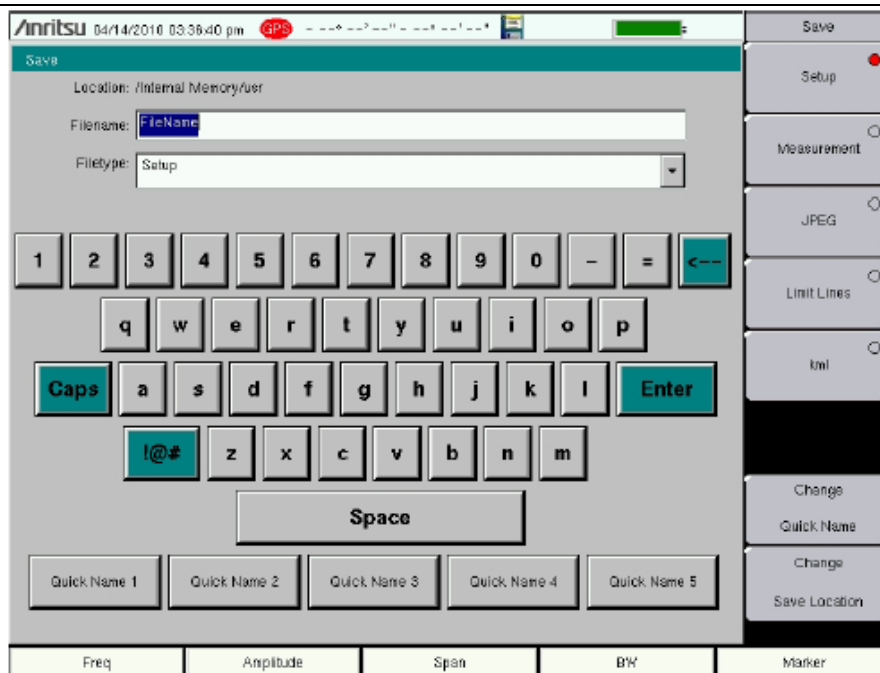 Anritsu 04/14/2010 03:36:40 pm GPS
Save
Save
Location: /Internal Memory/usr
Filename: FileName
Filetype: Setup
1 2 3 4 5 6 7 8 9 0 - = <--
q w e r t y u i o p
Caps a s d f g h j k l Enter
!@# z x c v b n m
Space
Quick Name 1 Quick Name 2 Quick Name 3 Quick Name 4 Quick Name 5
Setup
Measurement
JPEG
Limit Lines
kml
Change
Quick Name
Change
Save Location
Freq Amplitude Span BW Marker